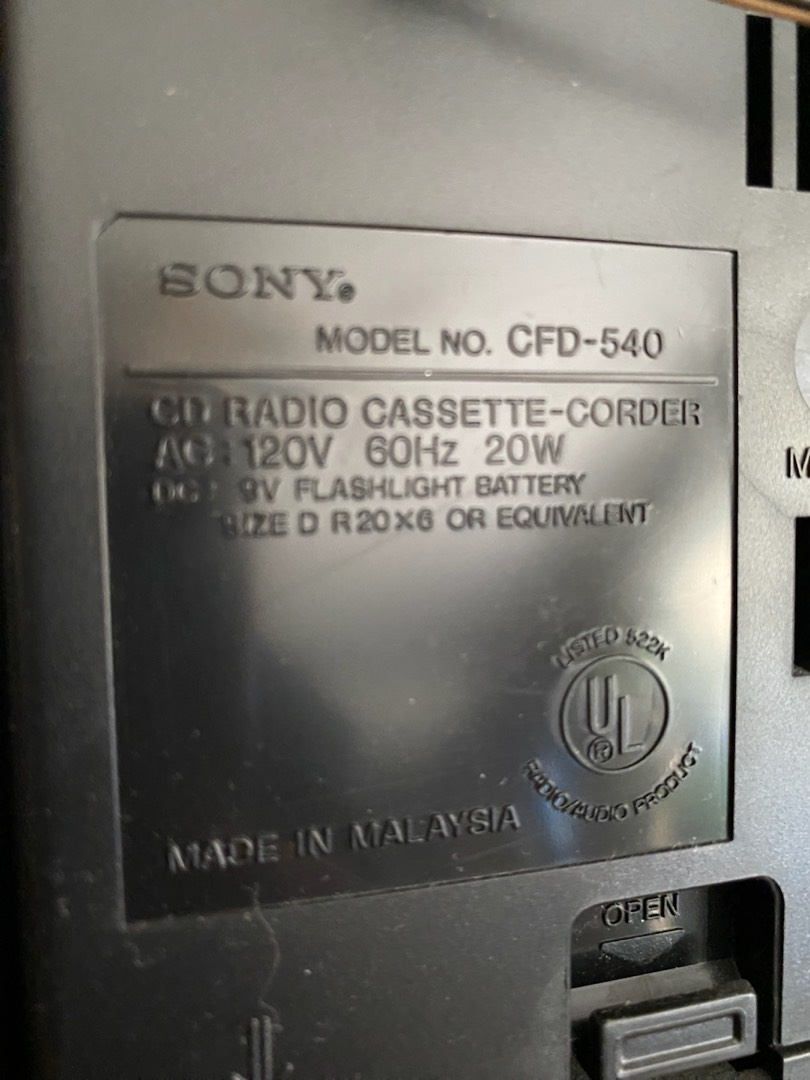 SONY®
MODEL NO. CFD-540
CD RADIO CASSETTE-CORDER
AC: 120V 60Hz 20W
DC: 9V FLASHLIGHT BATTERY
SIZE D R20X6 OR EQUIVALENT
LISTED 522K
UL®
RADIO/AUDIO PRODUCT
MADE IN MALAYSIA
OPEN
M